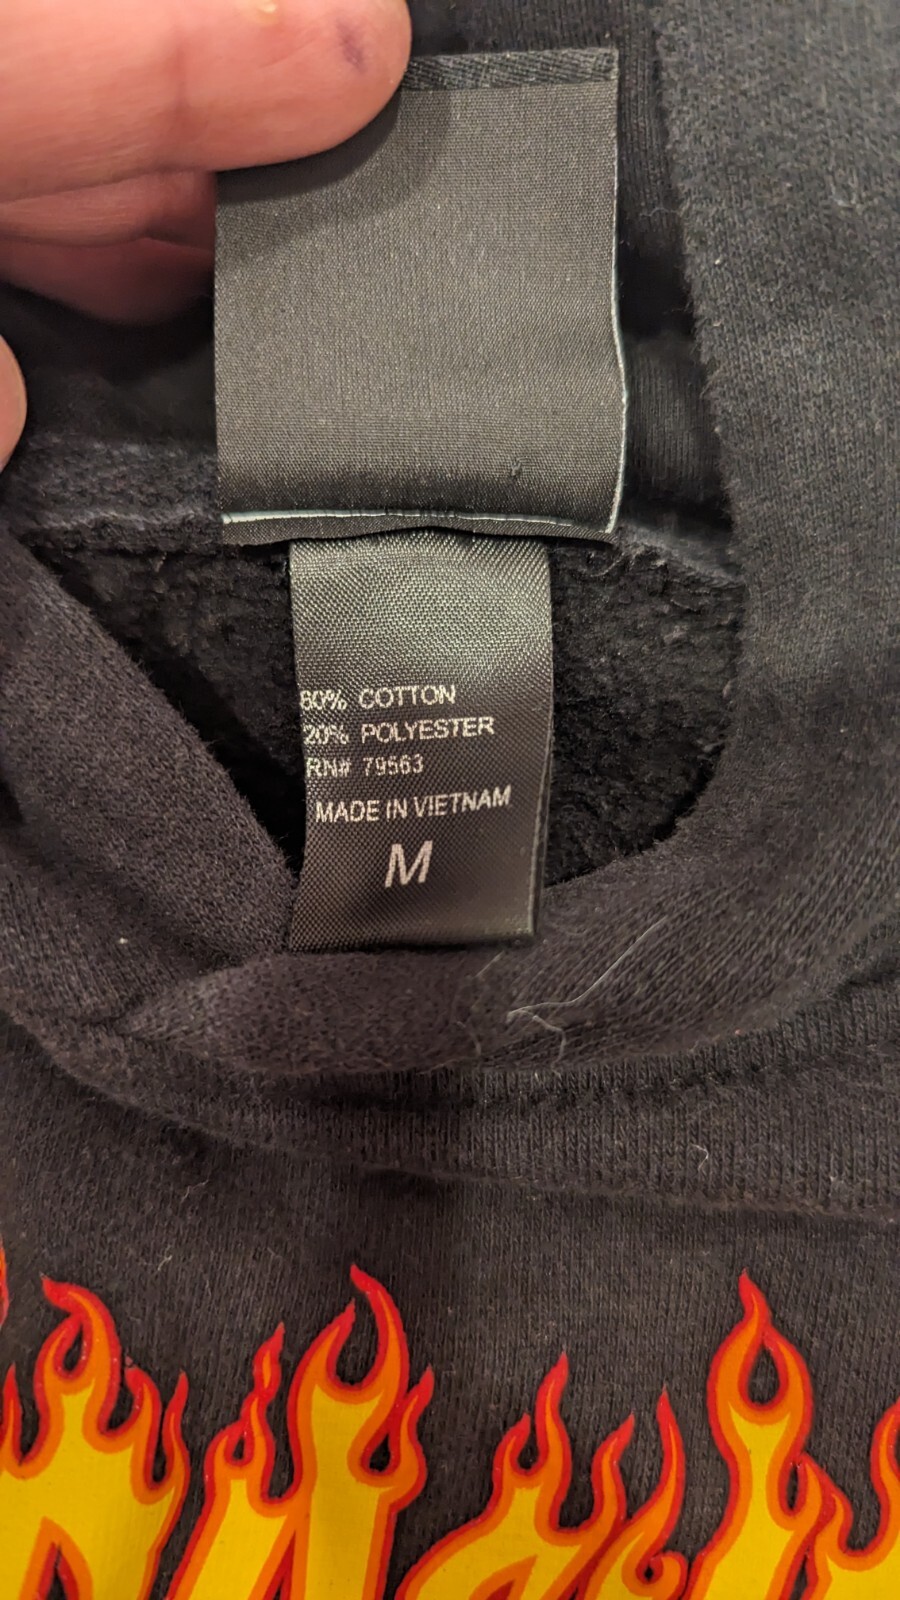 80% COTTON
20% POLYESTER
RN# 79563
MADE IN VIETNAM
M